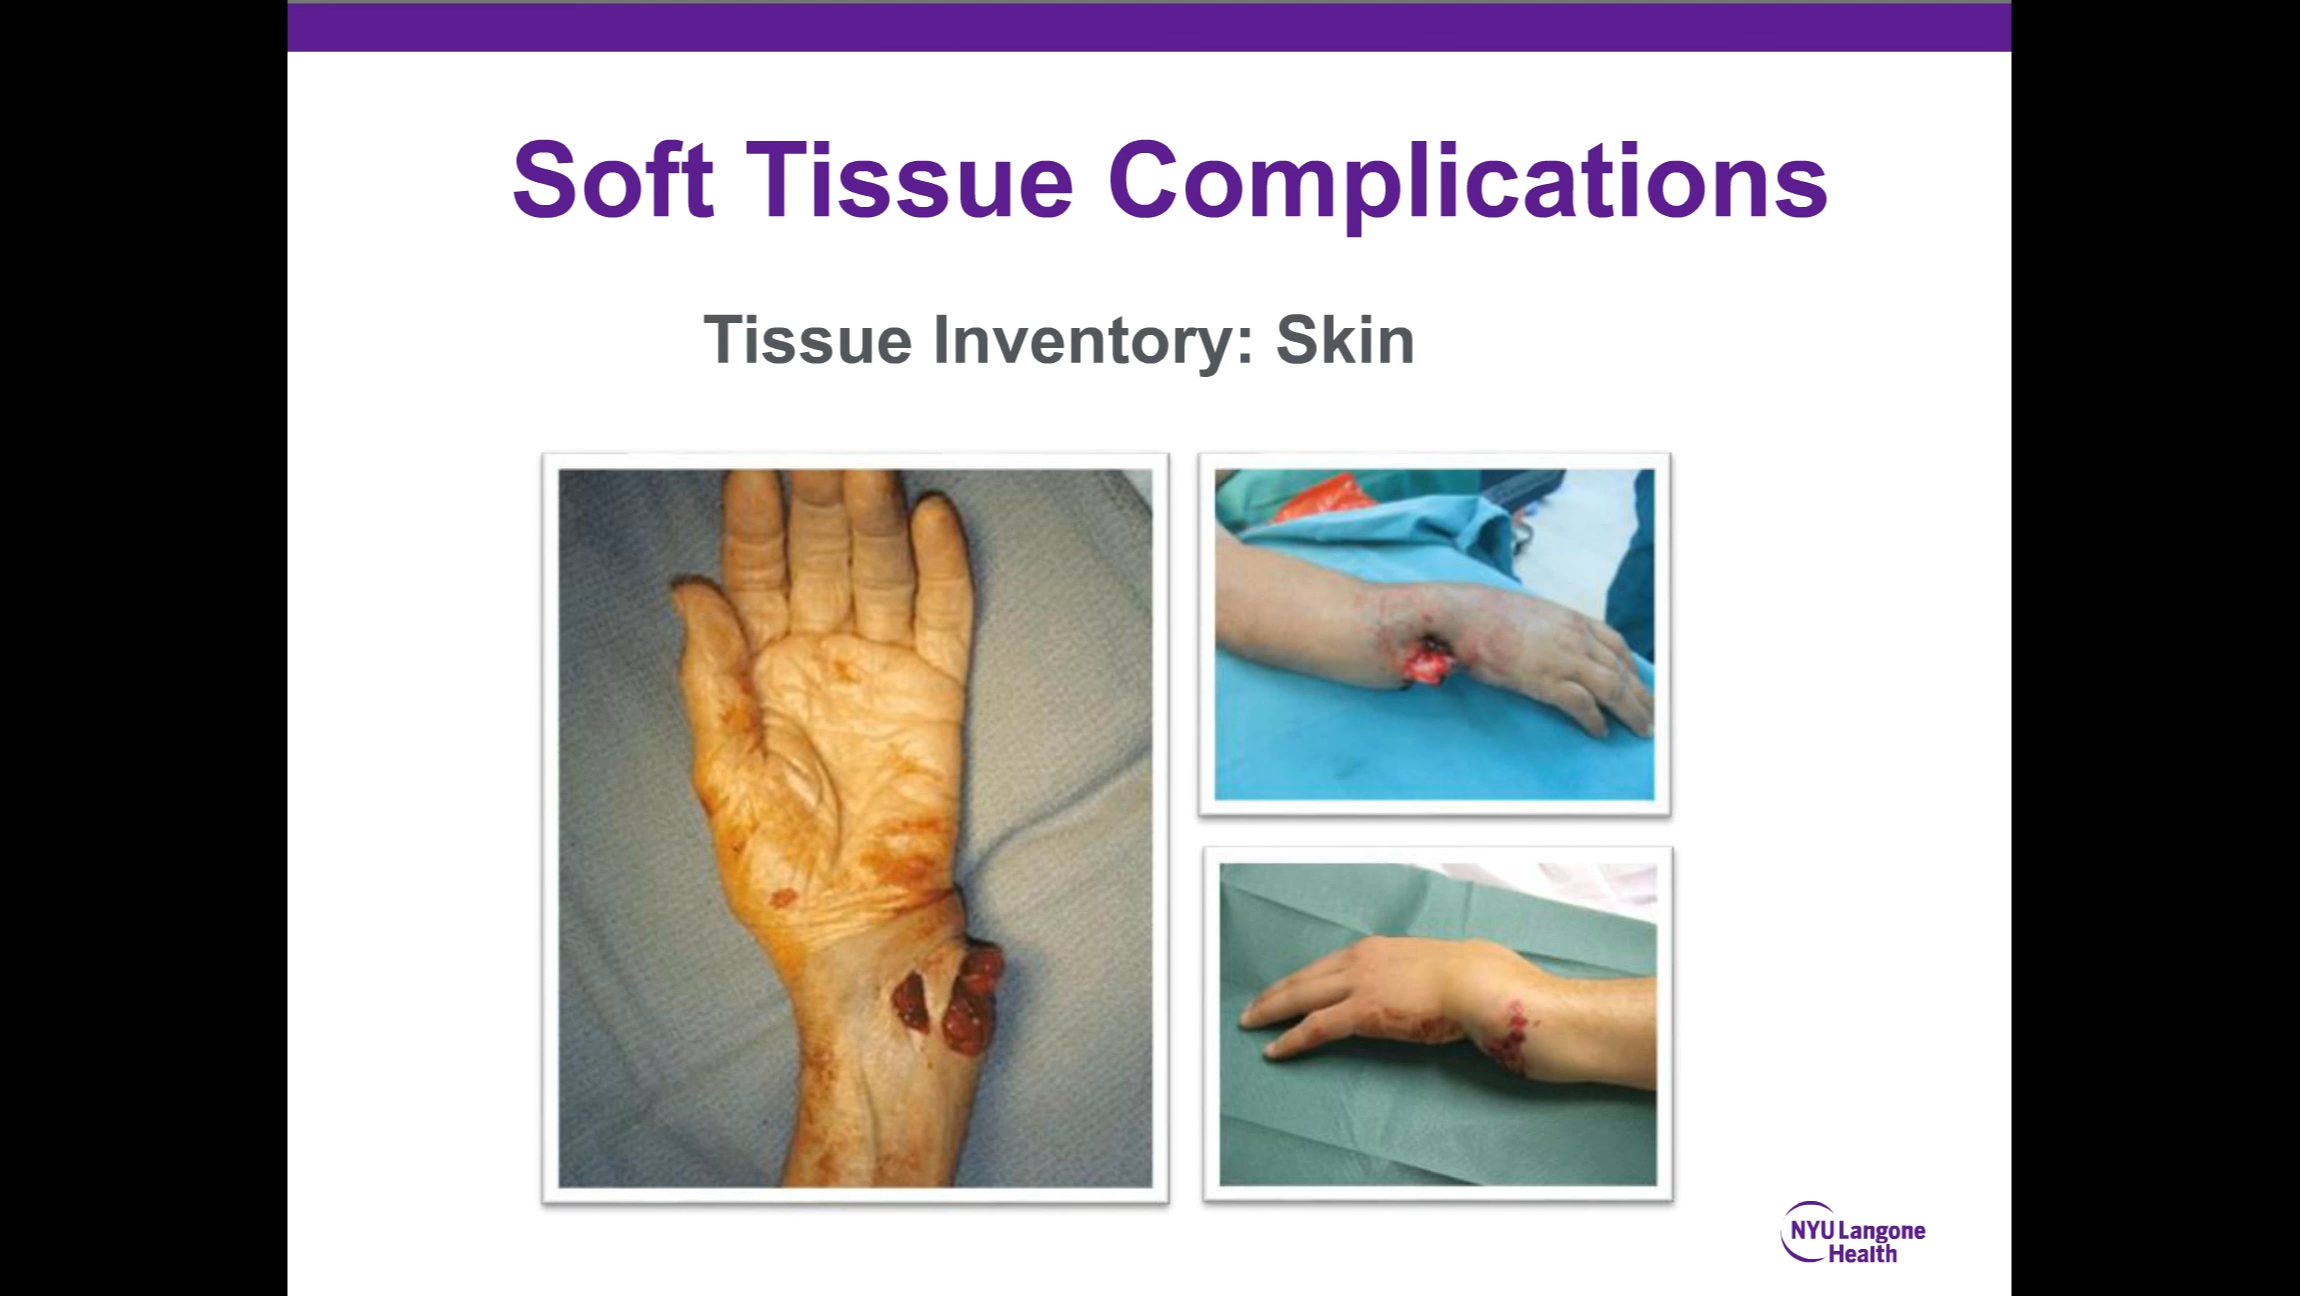 Soft Tissue Complications
Tissue Inventory: Skin
NYU Langone
Health